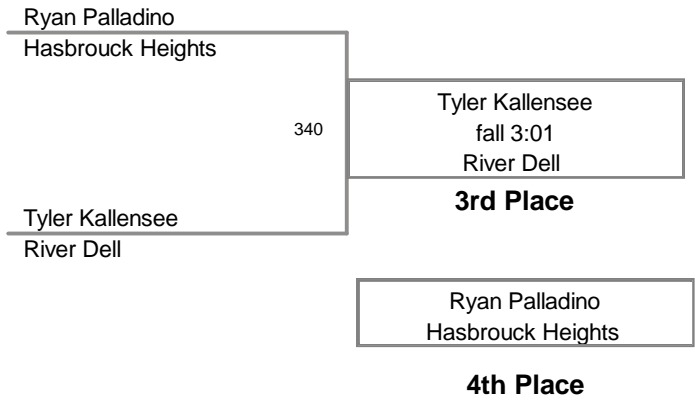 Ryan Palladino
Hasbrouck Heights
340
Tyler Kallensee
fall 3:01
River Dell
3rd Place
Tyler Kallensee
River Dell
Ryan Palladino
Hasbrouck Heights
4th Place